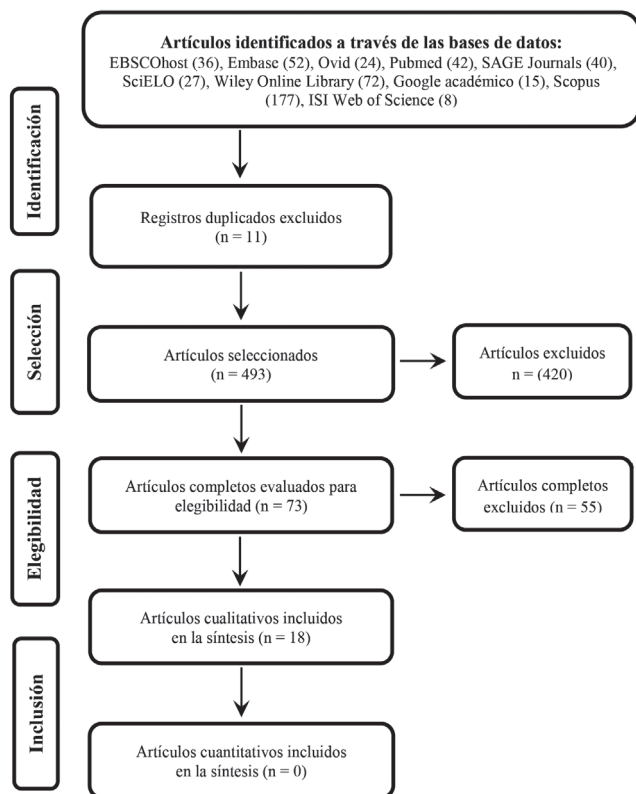 Artículos identificados a través de las bases de datos:
EBSCOhost (36), Embase (52), Ovid (24), Pubmed (42), SAGE Journals (40),
SciELO (27), Wiley Online Library (72), Google académico (15), Scopus
(177), ISI Web of Science (8)
Identificación
Registros duplicados excluidos
(n = 11)
Selección
Artículos seleccionados
(n = 493)
Artículos excluidos
n = (420)
Elegibilidad
Artículos completos evaluados para
elegibilidad (n = 73)
Artículos completos
excluidos (n = 55)
Artículos cualitativos incluidos
en la síntesis (n = 18)
Inclusión
Artículos cuantitativos incluidos
en la síntesis (n = 0)